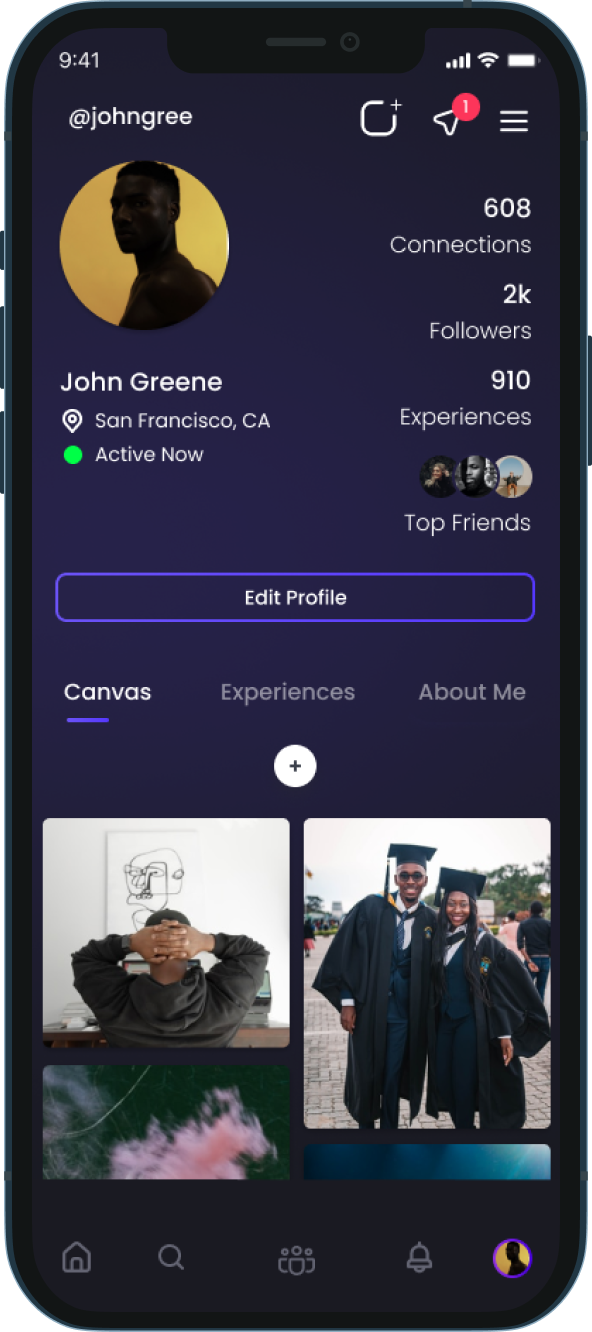 9:41
@johngree
1
608
Connections
2k
Followers
910
Experiences
Top Friends
John Greene
San Francisco, CA
Active Now
Edit Profile
Canvas Experiences About Me
+